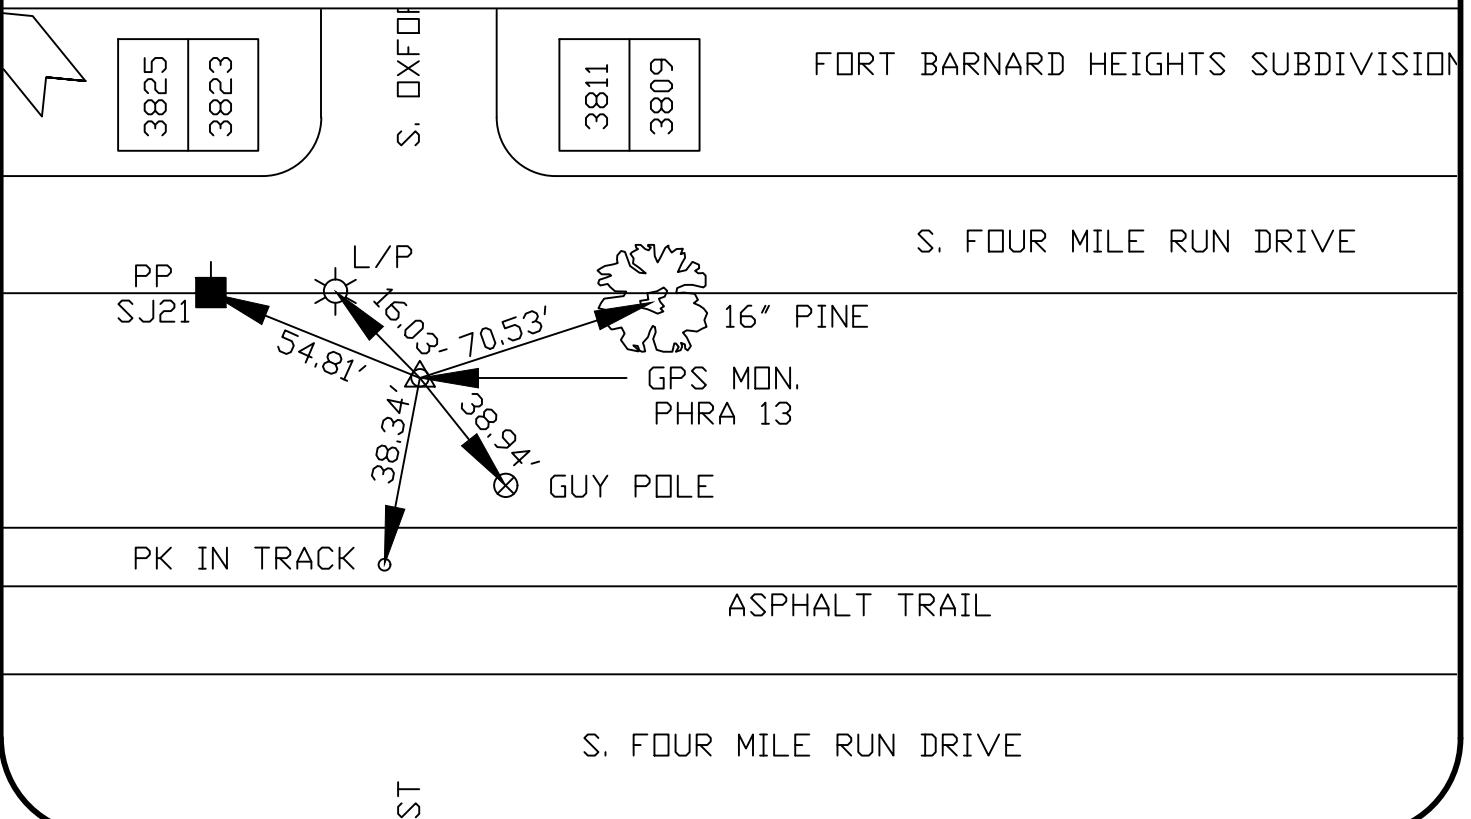 S. OXFOR
3825
3823
3811
3809
FORT BARNARD HEIGHTS SUBDIVISION
S. FOUR MILE RUN DRIVE
L/P
PP
SJ21
16.03'
70.53'
16" PINE
54.81'
GPS MON.
PHRA 13
38.34'
38.94'
GUY POLE
PK IN TRACK
ASPHALT TRAIL
S. FOUR MILE RUN DRIVE
ST